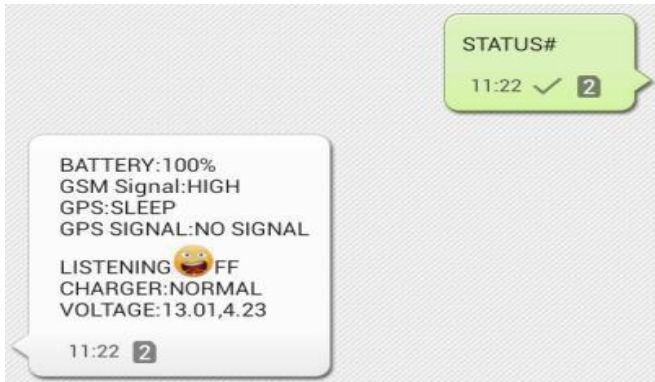 STATUS#
11:22 2
BATTERY:100%
GSM Signal:HIGH
GPS:SLEEP
GPS SIGNAL:NO SIGNAL
LISTENING😄FF
CHARGER:NORMAL
VOLTAGE:13.01,4.23
11:22 2